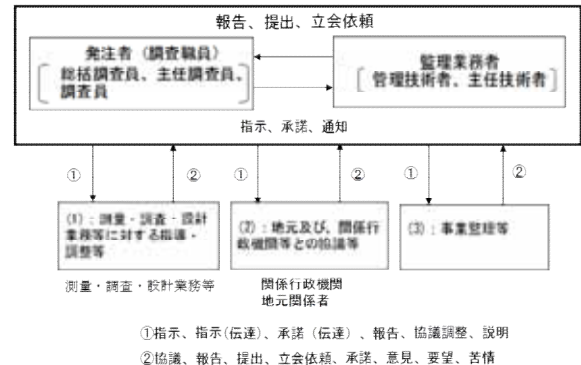 報告、提出、立会依頼
発注者（調査職員）
総括調査員、主任調査員、
調査員
監理業務者
管理技術者、主任技術者
指示、承諾、通知
① ② ① ② ① ②
(1)：測量・調査・設計
業務等に対する指導・
調整等
(2)：地元及び、関係行
政機関等との協議等
(3)：事業監理等
測量・調査・設計業務等
関係行政機関
地元関係者
①指示、指示(伝達)、承諾（伝達）、報告、協議調整、説明
②協議、報告、提出、立会依頼、承諾、意見、要望、苦情